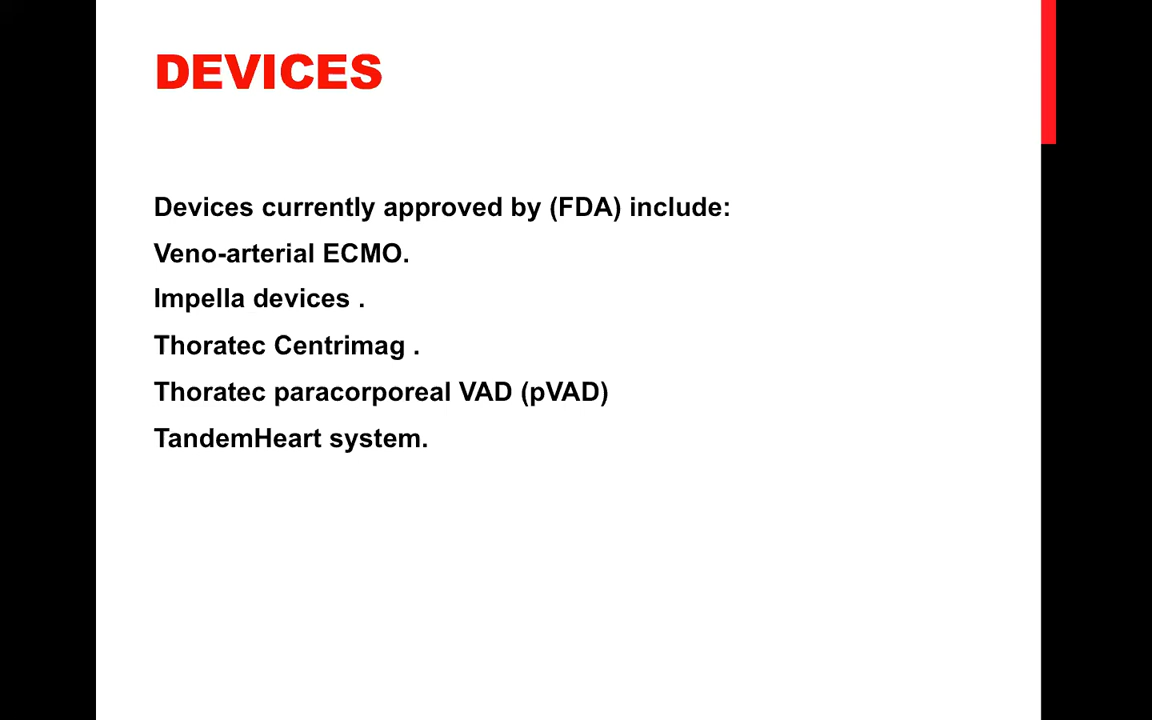 DEVICES
Devices currently approved by (FDA) include:
Veno-arterial ECMO.
Impella devices .
Thoratec Centrimag .
Thoratec paracorporeal VAD (pVAD)
TandemHeart system.